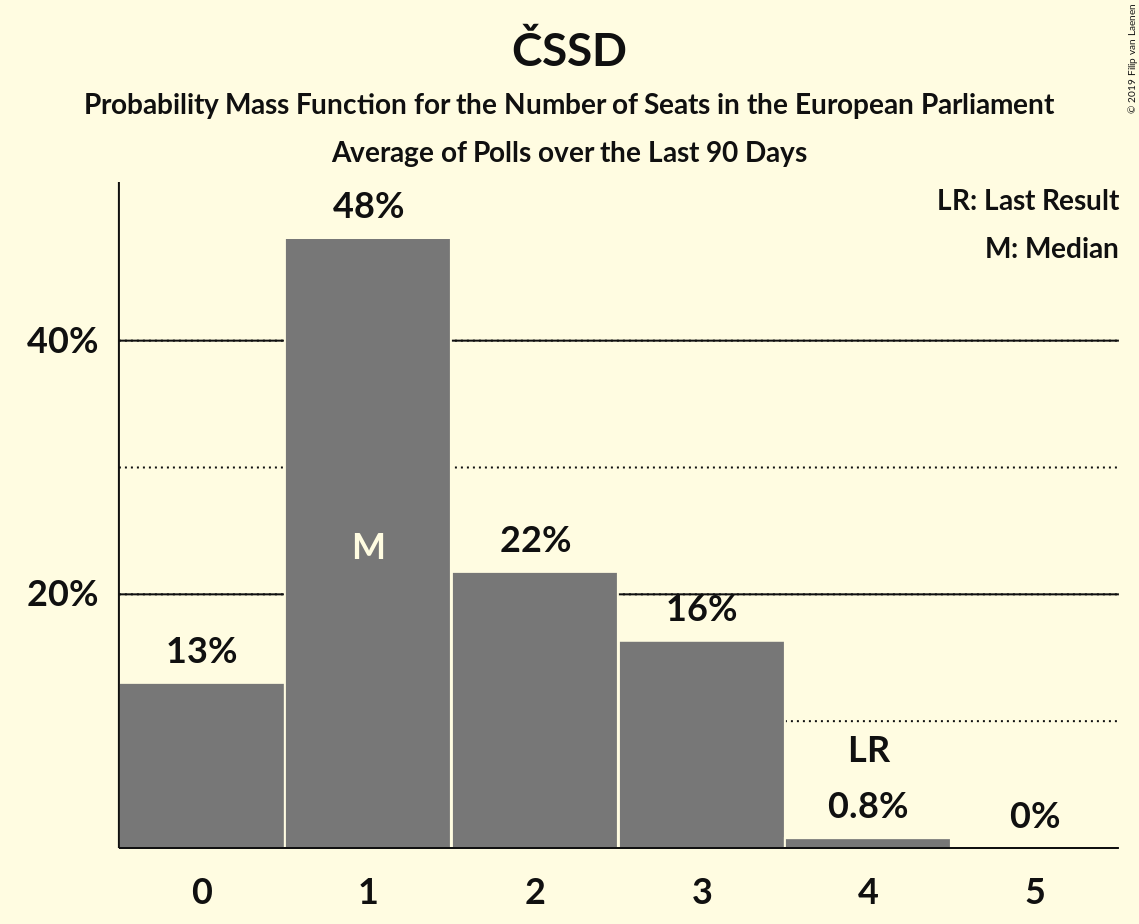 ČSSD
Probability Mass Function for the Number of Seats in the European Parliament
Average of Polls over the Last 90 Days
© 2019 Filip van Laenen
LR: Last Result
M: Median
48%
40%
M
22%
20%
16%
13%
LR
0.8%
0%
0 1 2 3 4 5